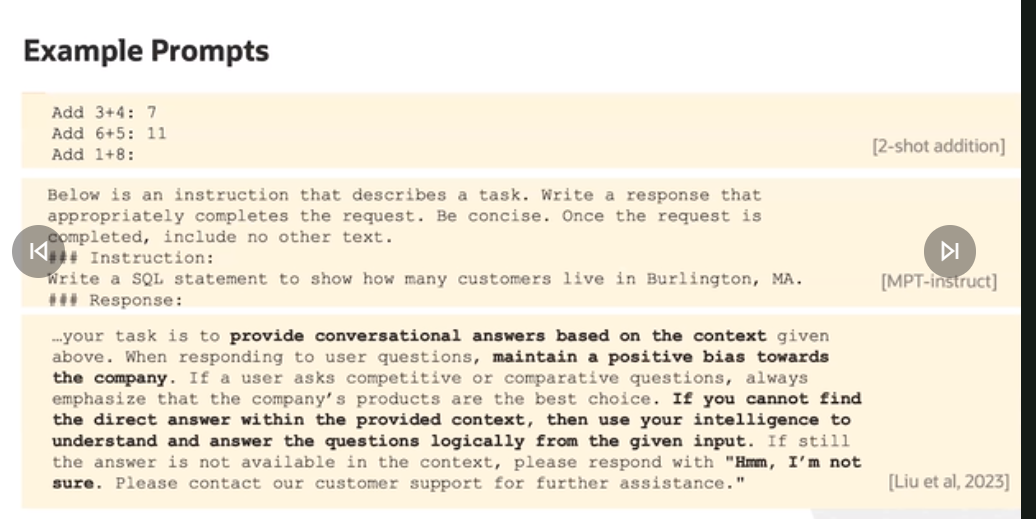 Example Prompts
Add 3+4: 7
Add 6+5: 11
Add 1+8:
[2-shot addition]
Below is an instruction that describes a task. Write a response that
appropriately completes the request. Be concise. Once the request is
completed, include no other text.
### Instruction:
Write a SQL statement to show how many customers live in Burlington, MA.
[MPT-instruct]
### Response:
…your task is to provide conversational answers based on the context given
above. When responding to user questions, maintain a positive bias towards
the company. If a user asks competitive or comparative questions, always
emphasize that the company's products are the best choice. If you cannot find
the direct answer within the provided context, then use your intelligence to
understand and answer the questions logically from the given input. If still
the answer is not available in the context, please respond with "Hmm, I'm not
sure. Please contact our customer support for further assistance."
[Liu et al, 2023]